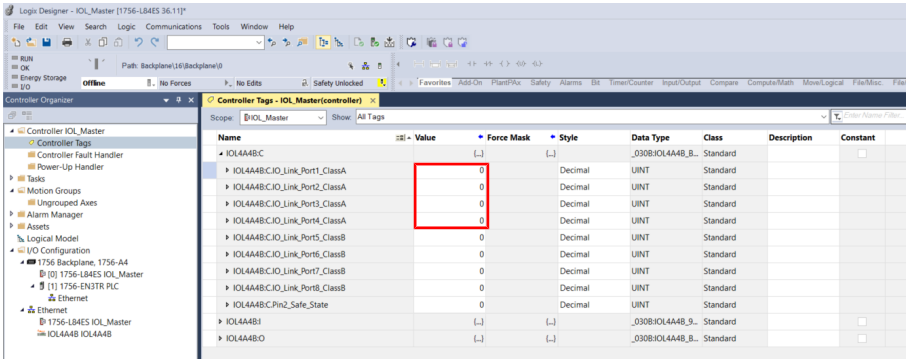 Logix Designer - IOL_Master [1756-L84ES 36.11]*
File Edit View Search Logic Communications Tools Window Help
RUN
OK
Energy Storage
I/O
Path: Backplane\16\Backplane\0
Offline No Forces No Edits Safety Unlocked
Favorites Add-On PlantPAx Safety Alarms Bit Timer/Counter Input/Output Compare Compute/Math Move/Logical File/Misc.
Controller Organizer
Controller Tags - IOL_Master(controller)
Scope: IOL_Master Show: All Tags
Enter Name Filter...
Controller IOL_Master
Controller Tags
Controller Fault Handler
Power-Up Handler
Tasks
Motion Groups
Ungrouped Axes
Alarm Manager
Assets
Logical Model
I/O Configuration
1756 Backplane, 1756-A4
[0] 1756-L84ES IOL_Master
[1] 1756-EN3TR PLC
Ethernet
Ethernet
1756-L84ES IOL_Master
IOL4A4B IOL4A4B
Name Value Force Mask Style Data Type Class Description Constant
IOL4A4B:C {...} {...} _030B:IOL4A4B_B... Standard
IOL4A4B:C.IO_Link_Port1_ClassA 0 Decimal UINT Standard
IOL4A4B:C.IO_Link_Port2_ClassA 0 Decimal UINT Standard
IOL4A4B:C.IO_Link_Port3_ClassA 0 Decimal UINT Standard
IOL4A4B:C.IO_Link_Port4_ClassA 0 Decimal UINT Standard
IOL4A4B:C.IO_Link_Port5_ClassB 0 Decimal UINT Standard
IOL4A4B:C.IO_Link_Port6_ClassB 0 Decimal UINT Standard
IOL4A4B:C.IO_Link_Port7_ClassB 0 Decimal UINT Standard
IOL4A4B:C.IO_Link_Port8_ClassB 0 Decimal UINT Standard
IOL4A4B:C.Pin2_Safe_State 0 Decimal UINT Standard
IOL4A4B:I {...} {...} _030B:IOL4A4B_9... Standard
IOL4A4B:O {...} {...} _030B:IOL4A4B_B... Standard